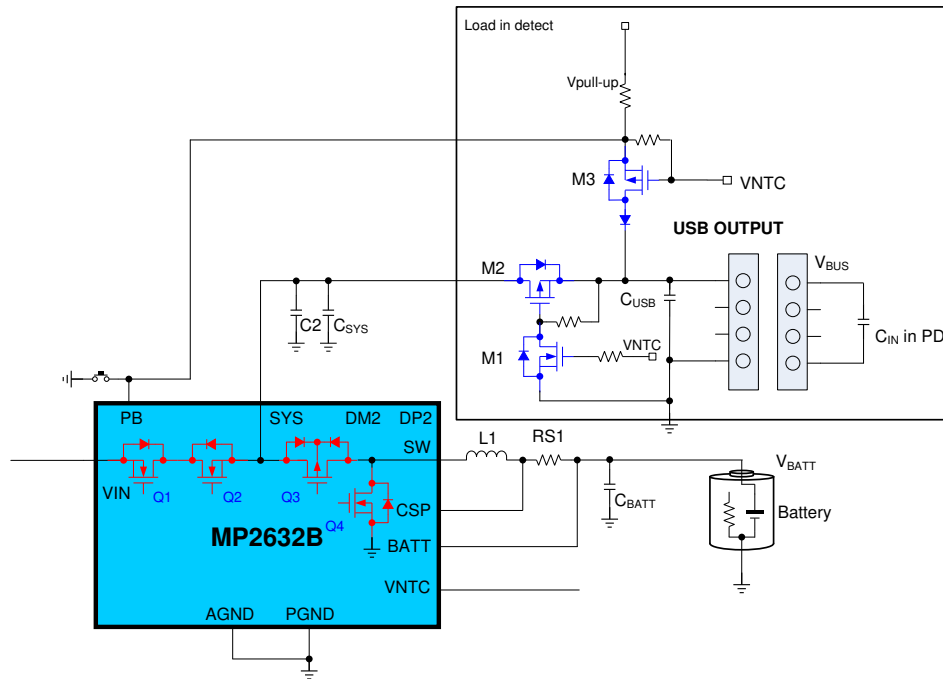 Load in detect
Vpull-up
M3
VNTC
USB OUTPUT
M2
VBUS
CUSB
C2
CSYS
VNTC
CIN in PD
M1
PB
SYS
DM2
DP2
SW
L1
RS1
VIN
Q1
Q2
Q3
VBATT
CBATT
Q4
CSP
Battery
MP2632B
BATT
VNTC
AGND
PGND